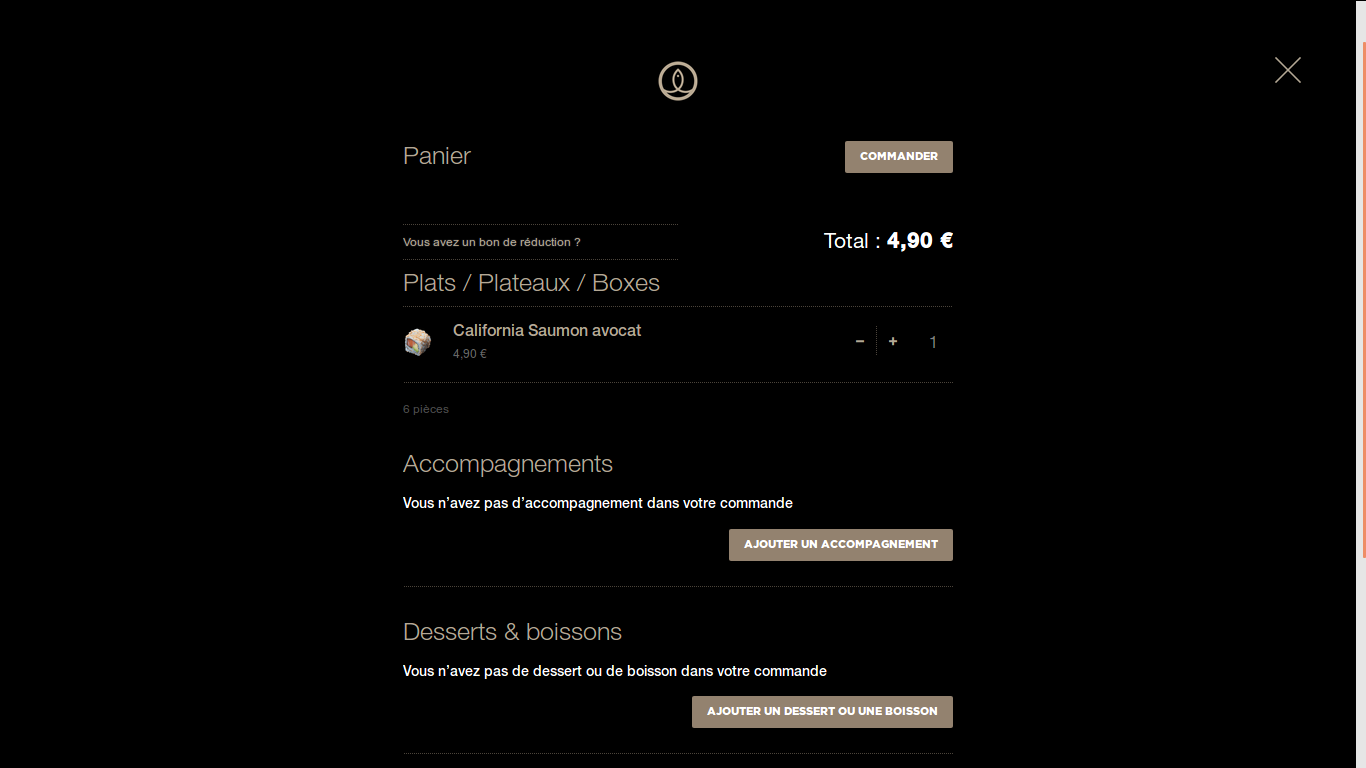 Panier
COMMANDER
Vous avez un bon de réduction ?
Total : 4,90 €
Plats / Plateaux / Boxes
California Saumon avocat
4,90 €
− + 1
6 pièces
Accompagnements
Vous n’avez pas d’accompagnement dans votre commande
AJOUTER UN ACCOMPAGNEMENT
Desserts & boissons
Vous n’avez pas de dessert ou de boisson dans votre commande
AJOUTER UN DESSERT OU UNE BOISSON